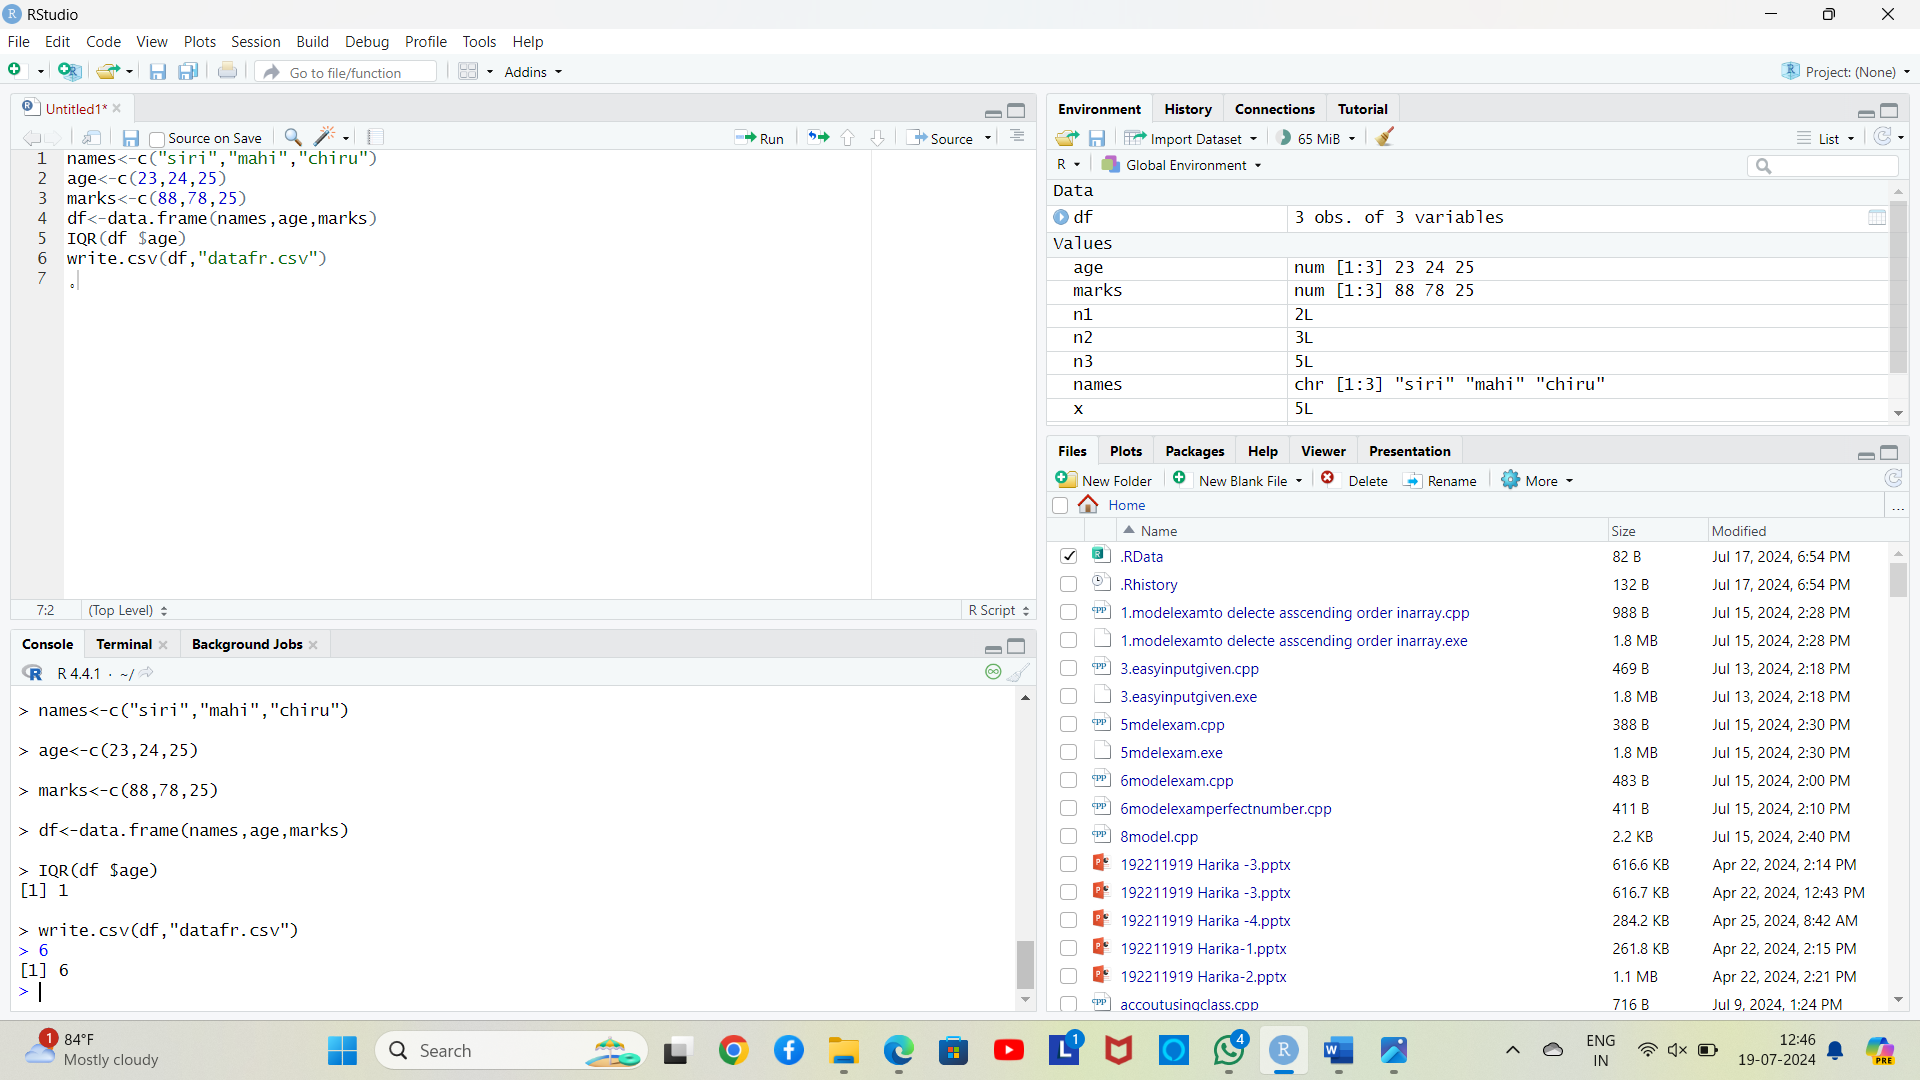 RStudio
File Edit Code View Plots Session Build Debug Profile Tools Help
Go to file/function Addins Project: (None)
Untitled1*
Source on Save Run Source
1 names<-c("siri","mahi","chiru")
2 age<-c(23,24,25)
3 marks<-c(88,78,25)
4 df<-data.frame(names,age,marks)
5 IQR(df $age)
6 write.csv(df,"datafr.csv")
7 .
7:2 (Top Level) R Script
Console Terminal Background Jobs
R 4.4.1 · ~/
> names<-c("siri","mahi","chiru")
> age<-c(23,24,25)
> marks<-c(88,78,25)
> df<-data.frame(names,age,marks)
> IQR(df $age)
[1] 1
> write.csv(df,"datafr.csv")
> 6
[1] 6
>
Environment History Connections Tutorial
Import Dataset 65 MiB List
R Global Environment
Data
df 3 obs. of 3 variables
Values
age num [1:3] 23 24 25
marks num [1:3] 88 78 25
n1 2L
n2 3L
n3 5L
names chr [1:3] "siri" "mahi" "chiru"
x 5L
Files Plots Packages Help Viewer Presentation
New Folder New Blank File Delete Rename More
Home ...
Name Size Modified
.RData 82 B Jul 17, 2024, 6:54 PM
.Rhistory 132 B Jul 17, 2024, 6:54 PM
1.modelexamto delecte asscending order inarray.cpp 988 B Jul 15, 2024, 2:28 PM
1.modelexamto delecte asscending order inarray.exe 1.8 MB Jul 15, 2024, 2:28 PM
3.easyinputgiven.cpp 469 B Jul 13, 2024, 2:18 PM
3.easyinputgiven.exe 1.8 MB Jul 13, 2024, 2:18 PM
5mdelexam.cpp 388 B Jul 15, 2024, 2:30 PM
5mdelexam.exe 1.8 MB Jul 15, 2024, 2:30 PM
6modelexam.cpp 483 B Jul 15, 2024, 2:00 PM
6modelexamperfectnumber.cpp 411 B Jul 15, 2024, 2:10 PM
8model.cpp 2.2 KB Jul 15, 2024, 2:40 PM
192211919 Harika -3.pptx 616.6 KB Apr 22, 2024, 2:14 PM
192211919 Harika -3.pptx 616.7 KB Apr 22, 2024, 12:43 PM
192211919 Harika -4.pptx 284.2 KB Apr 25, 2024, 8:42 AM
192211919 Harika-1.pptx 261.8 KB Apr 22, 2024, 2:15 PM
192211919 Harika-2.pptx 1.1 MB Apr 22, 2024, 2:21 PM
accoutusingclass.cpp 716 B Jul 9, 2024, 1:24 PM
1 84°F
Mostly cloudy
Search
L 1 4 R W
ENG
IN
12:46
19-07-2024
PRE